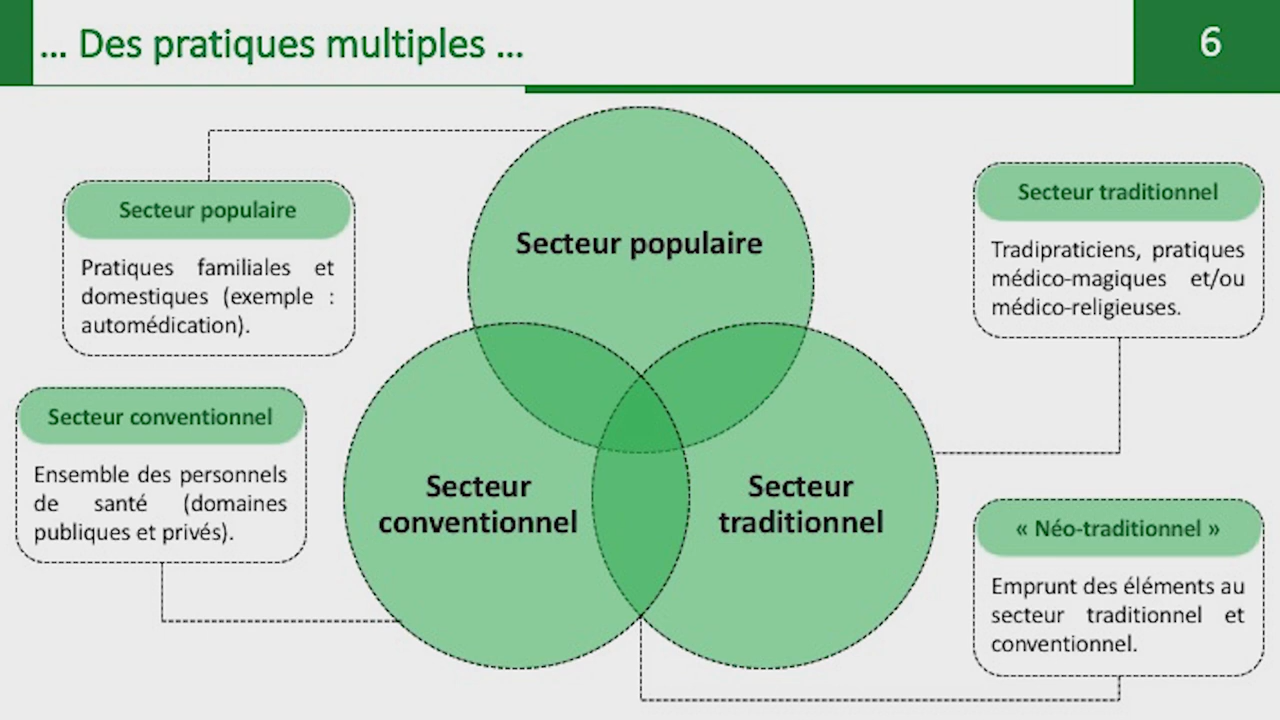 ... Des pratiques multiples ...
6
Secteur populaire
Pratiques familiales et
domestiques (exemple :
automédication).
Secteur conventionnel
Ensemble des personnels
de santé (domaines
publiques et privés).
Secteur populaire
Secteur
conventionnel
Secteur
traditionnel
Secteur traditionnel
Tradipraticiens, pratiques
médico-magiques et/ou
médico-religieuses.
« Néo-traditionnel »
Emprunt des éléments au
secteur traditionnel et
conventionnel.